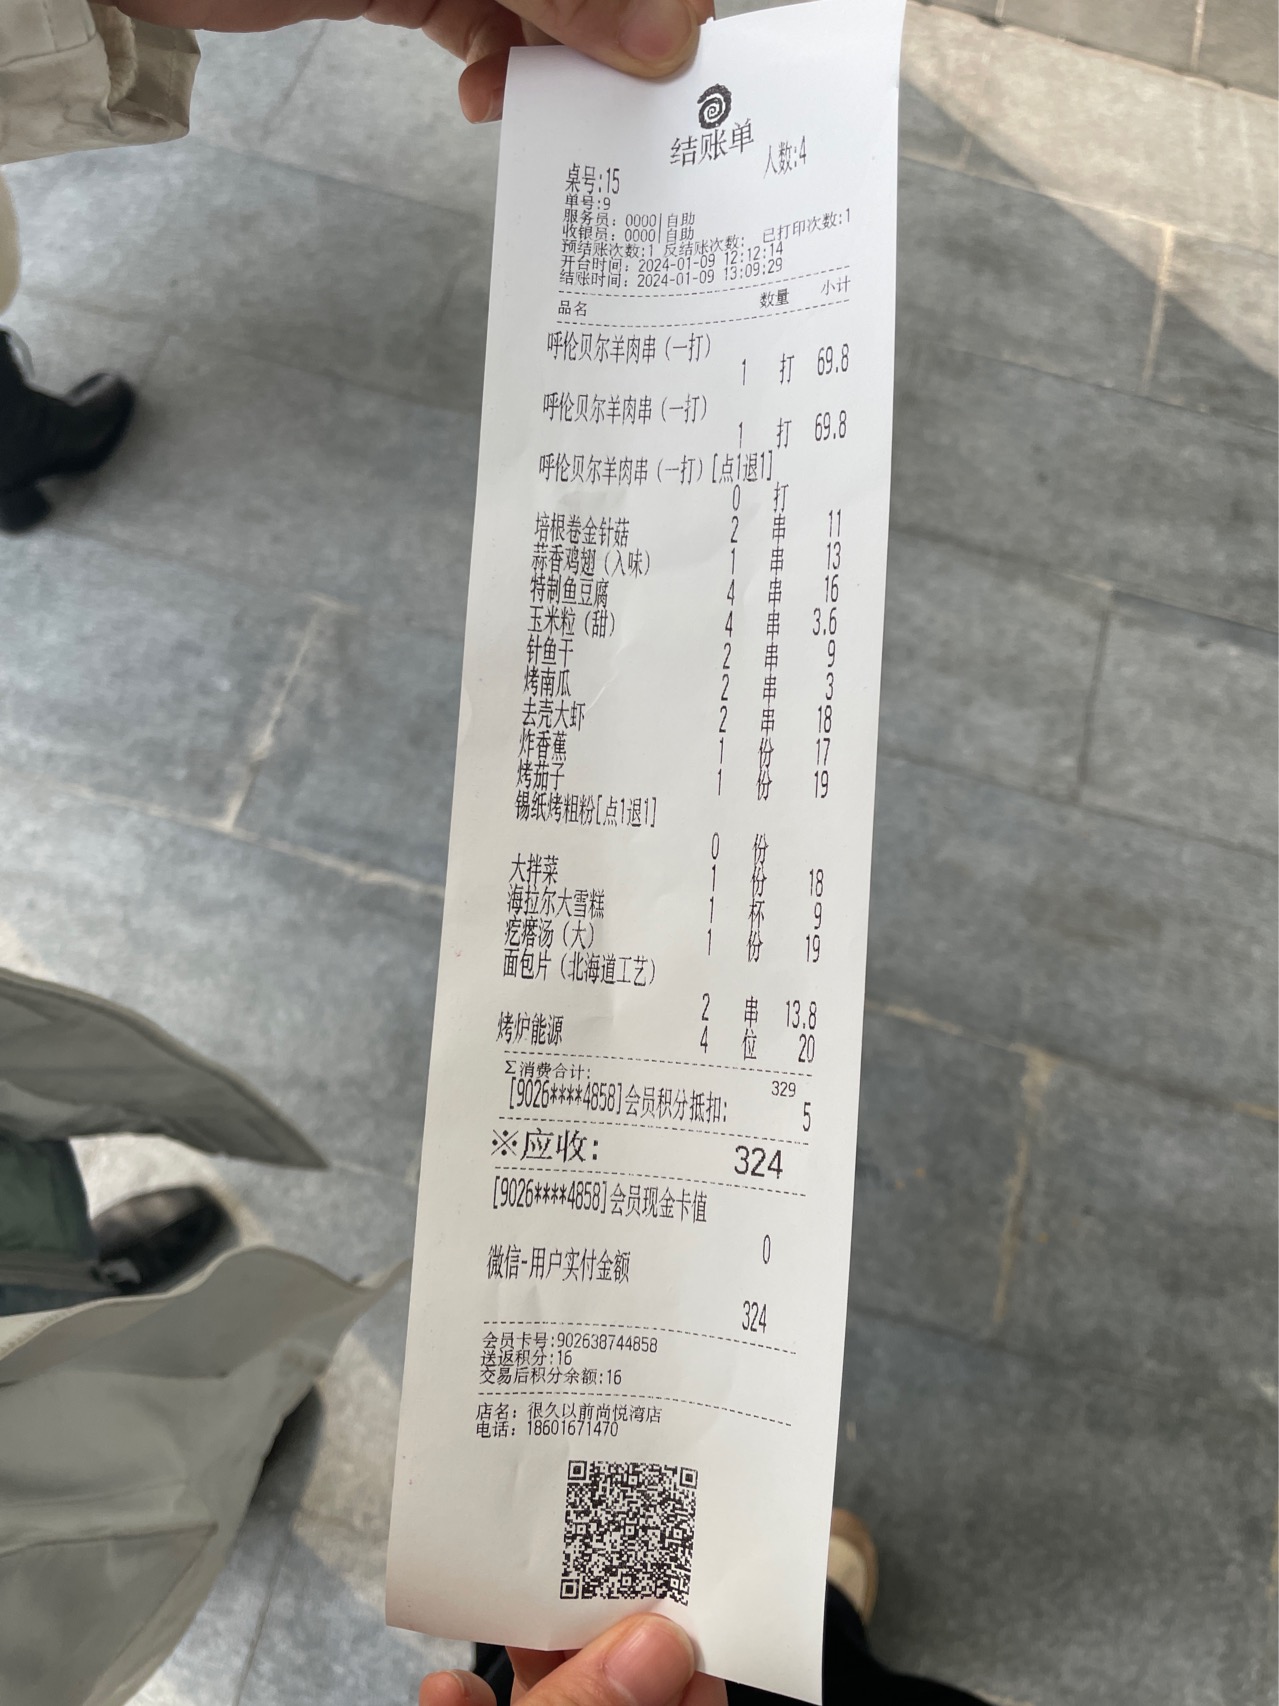 结账单
人数:4
桌号:15
单号:9
服务员: 0000|自助
收银员: 0000|自助
预结账次数:1 反结账次数: 已打印次数:1
开台时间: 2024-01-09 12:12:14
结账时间: 2024-01-09 13:09:29
品名 数量 小计
呼伦贝尔羊肉串(一打)
1 打 69.8
呼伦贝尔羊肉串(一打)
1 打 69.8
呼伦贝尔羊肉串(一打)[点1退1]
0 打
培根卷金针菇 2 串 11
蒜香鸡翅(入味) 1 串 13
特制鱼豆腐 4 串 16
玉米粒(甜) 4 串 3.6
针鱼干 2 串 9
烤南瓜 2 串 3
去壳大虾 2 串 18
炸香蕉 1 份 17
烤茄子 1 份 19
锡纸烤粗粉[点1退1]
0 份
大拌菜 1 份 18
海拉尔大雪糕 1 杯 9
疙瘩汤(大) 1 份 19
面包片(北海道工艺)
2 串 13.8
烤炉能源 4 位 20
Σ消费合计: 329
[9026****4858]会员积分抵扣: 5
※应收: 324
[9026****4858]会员现金卡值
0
微信-用户实付金额
324
会员卡号:902638744858
送返积分:16
交易后积分余额:16
店名: 很久以前尚悦湾店
电话: 18601671470